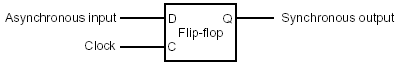 Asynchronous input
D
Q
Synchronous output
Flip-flop
Clock
C